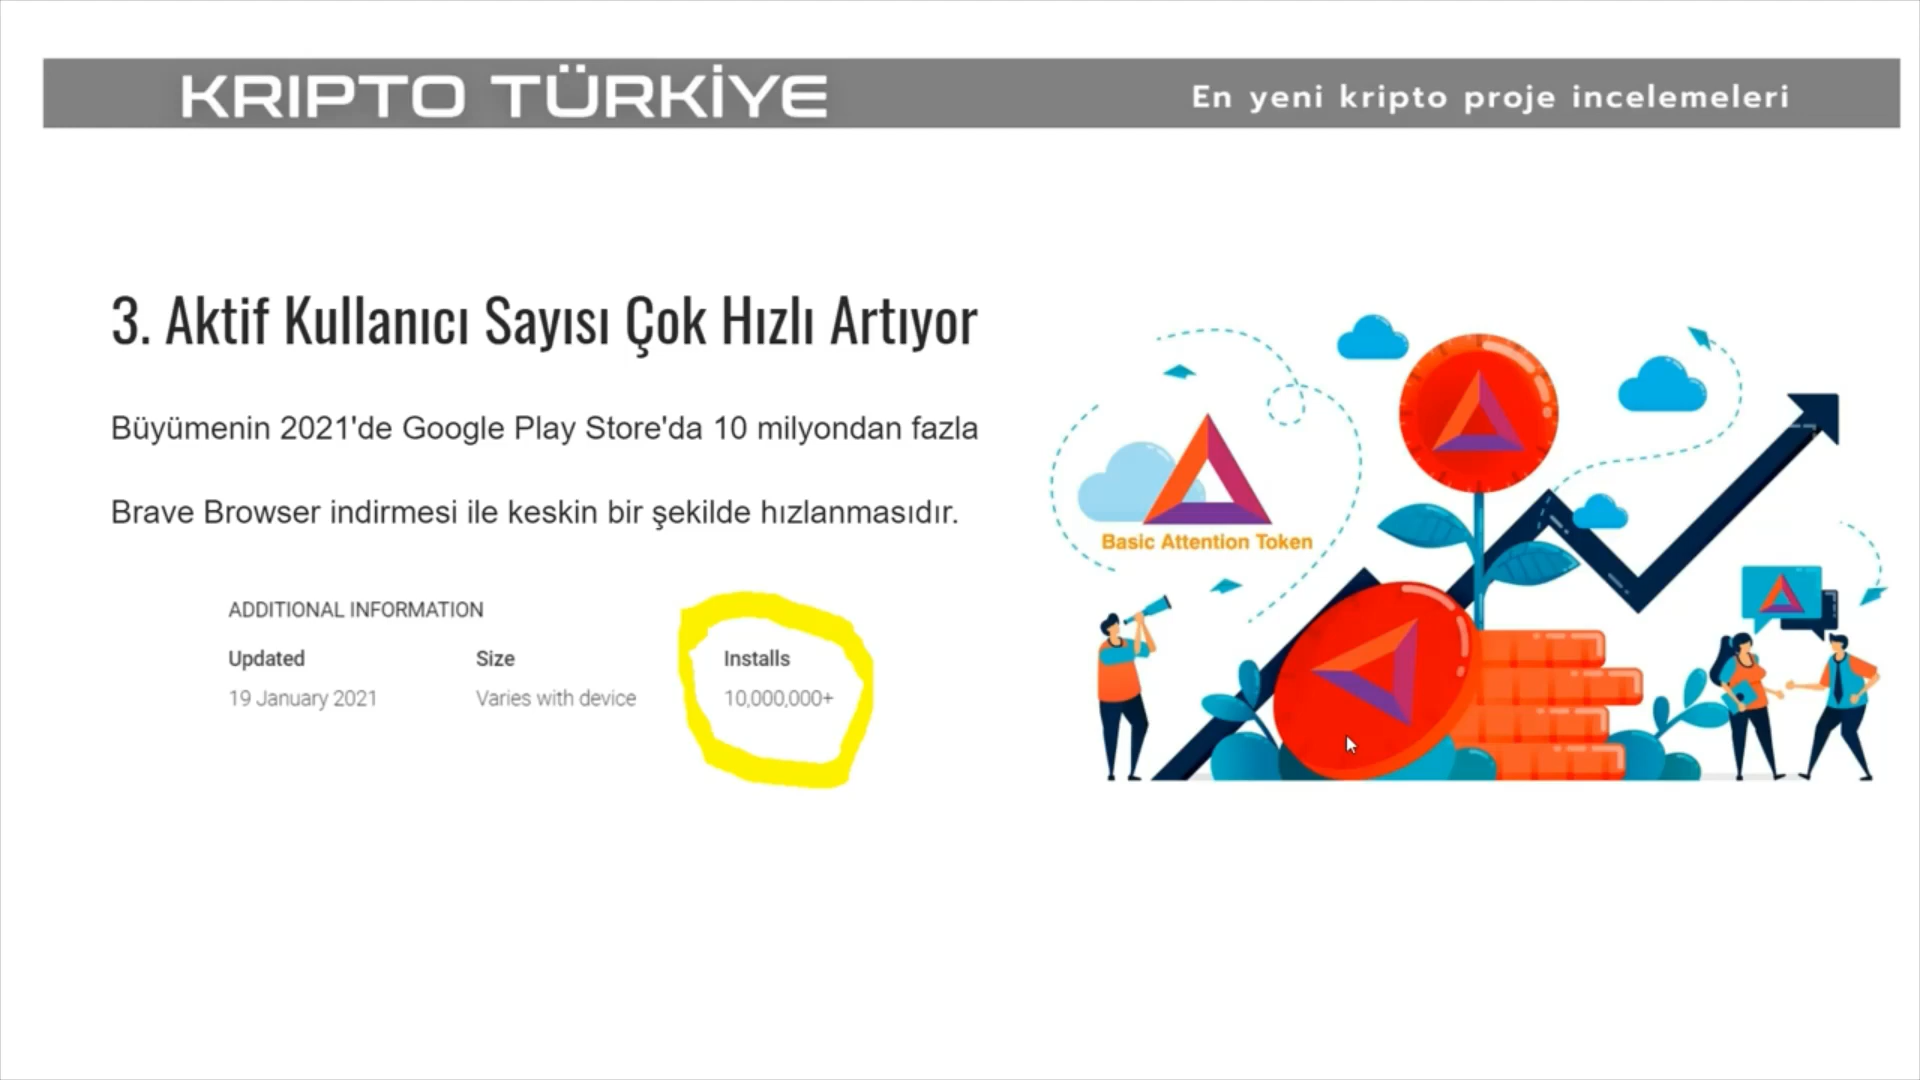 KRIPTO TÜRKİYE
En yeni kripto proje incelemeleri
3. Aktif Kullanıcı Sayısı Çok Hızlı Artıyor
Büyümenin 2021'de Google Play Store'da 10 milyondan fazla
Brave Browser indirmesi ile keskin bir şekilde hızlanmasıdır.
ADDITIONAL INFORMATION
Updated Size Installs
19 January 2021 Varies with device 10,000,000+
Basic Attention Token